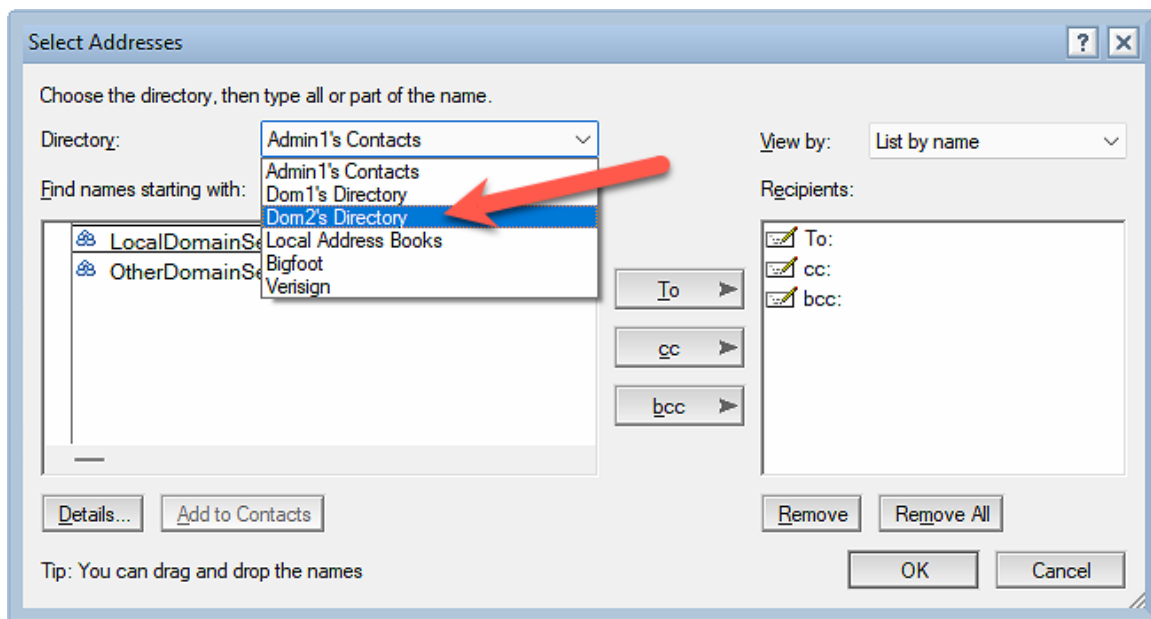 Select Addresses
Choose the directory, then type all or part of the name.
Directory:
Admin1's Contacts
View by:
List by name
Admin1's Contacts
Dom1's Directory
Dom2's Directory
Local Address Books
Bigfoot
Verisign
Find names starting with:
Recipients:
LocalDomainSe
OtherDomainSe
To
cc
bcc
To:
cc:
bcc:
Details...
Add to Contacts
Remove
Remove All
Tip: You can drag and drop the names
OK
Cancel